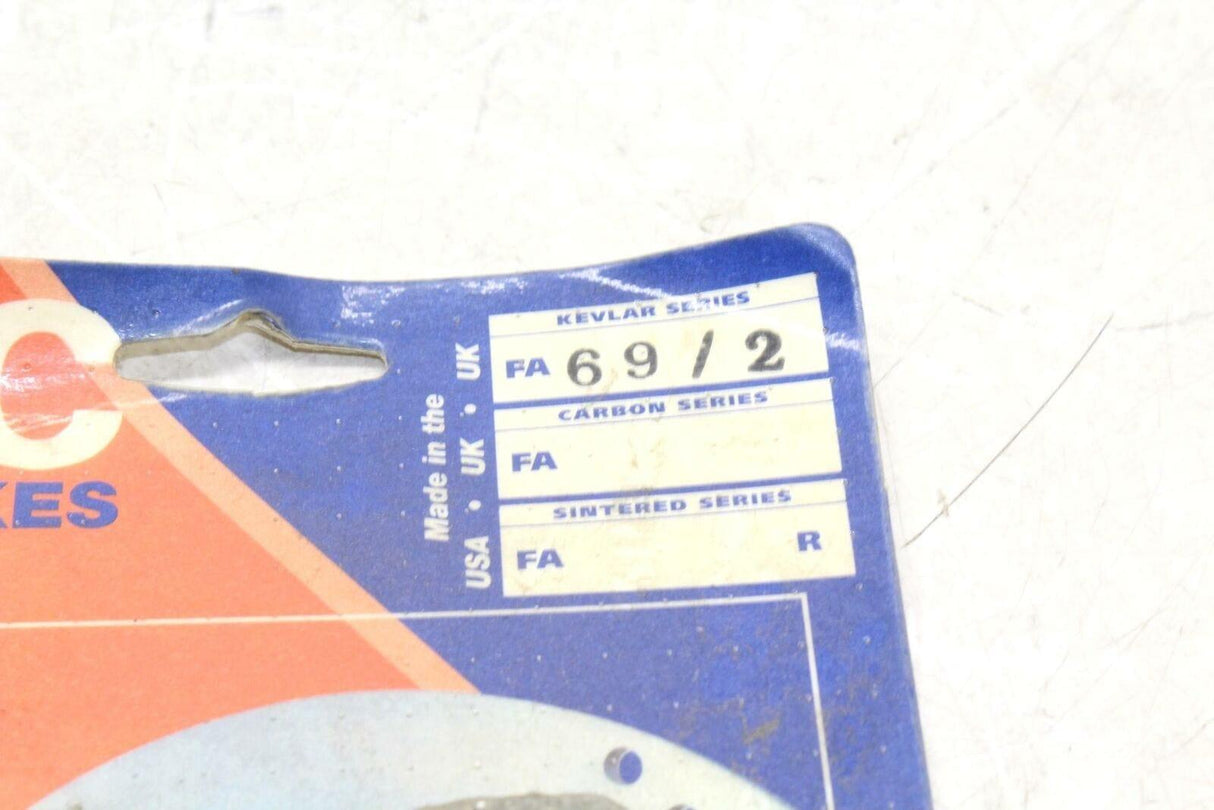 C
KES
Made in the
USA • UK • UK
KEVLAR SERIES
FA 69/2
CARBON SERIES
FA
SINTERED SERIES
FA R